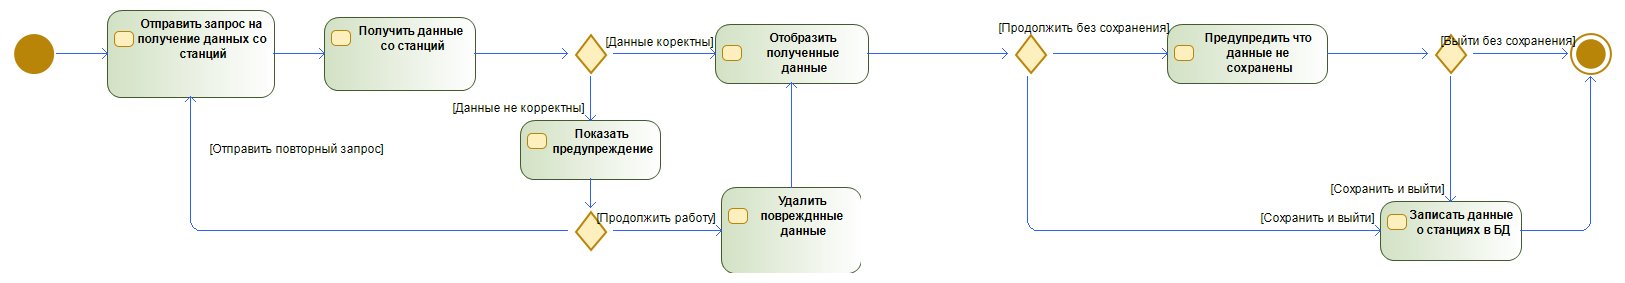 Отправить запрос на
получение данных со
станций
Получить данные
со станций
[Данные коректны]
Отобразить
полученные
данные
[Продолжить без сохранения]
Предупредить что
данные не
сохранены
[Выйти без сохранения]
[Данные не корректны]
Показать
предупреждение
[Отправить повторный запрос]
[Продолжить работу]
Удалить
повреждннные
данные
[Сохранить и выйти]
[Сохранить и выйти]
Записать данные
о станциях в БД